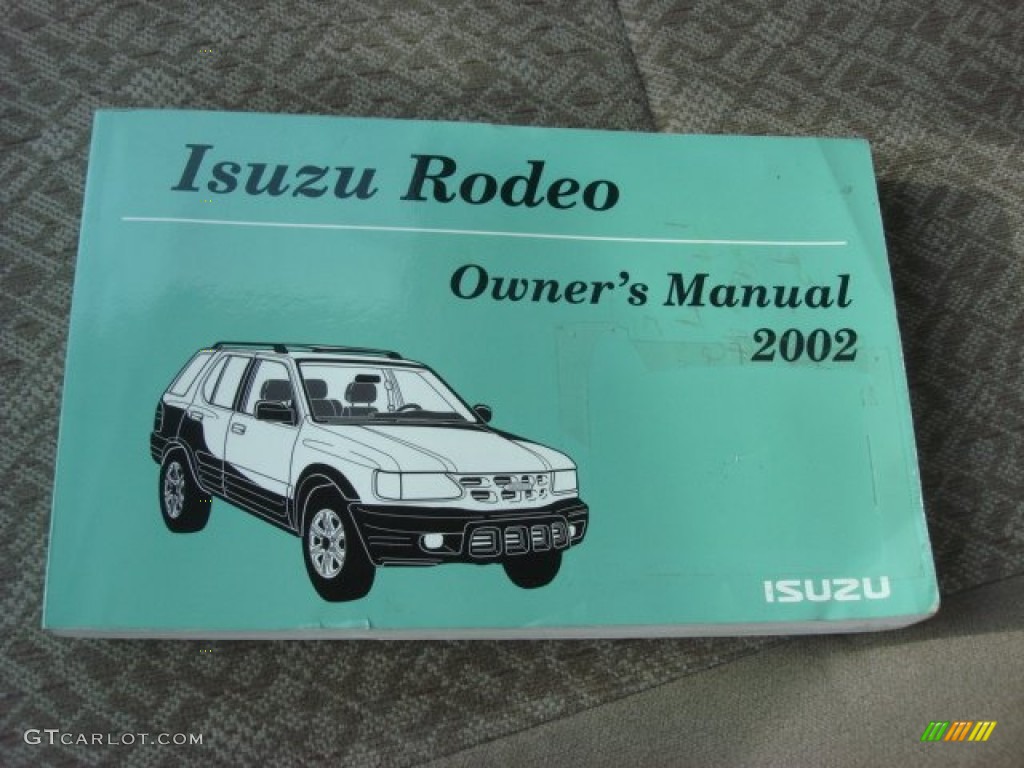 Isuzu Rodeo
Owner's Manual
2002
ISUZU
GTCARLOT.COM